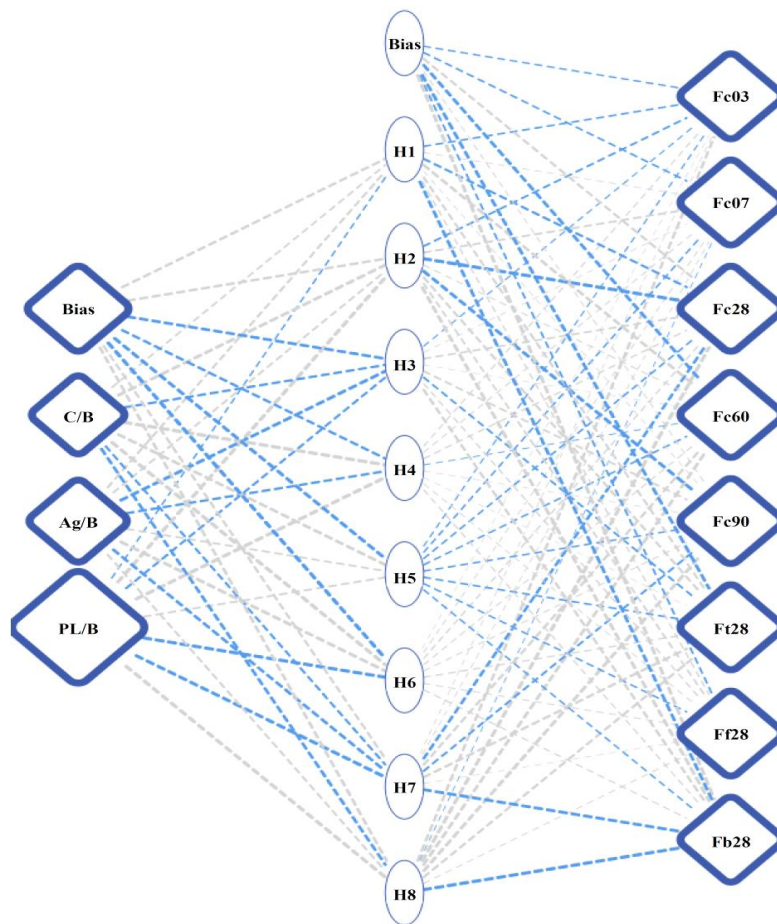 Bias
C/B
Ag/B
PL/B
Bias
H1
H2
H3
H4
H5
H6
H7
H8
Fc03
Fc07
Fc28
Fc60
Fc90
Ft28
Ff28
Fb28